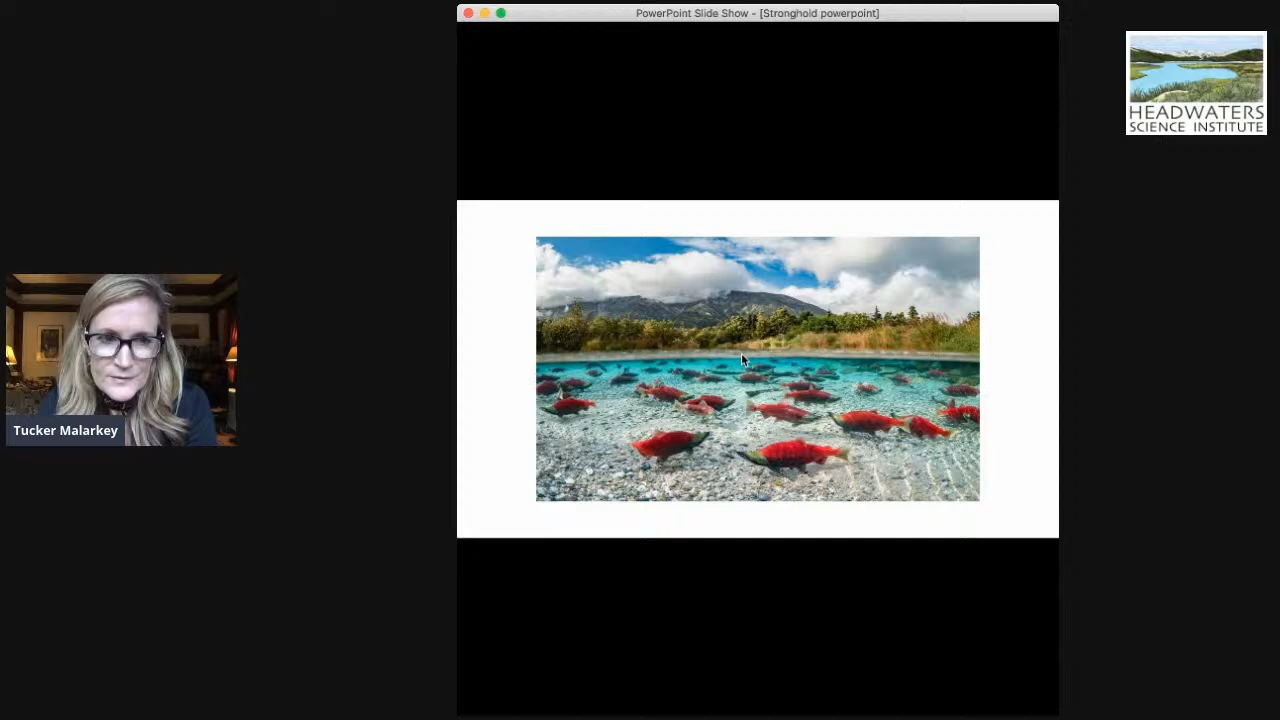 PowerPoint Slide Show - [Stronghold powerpoint]
HEADWATERS
SCIENCE INSTITUTE
Tucker Malarkey